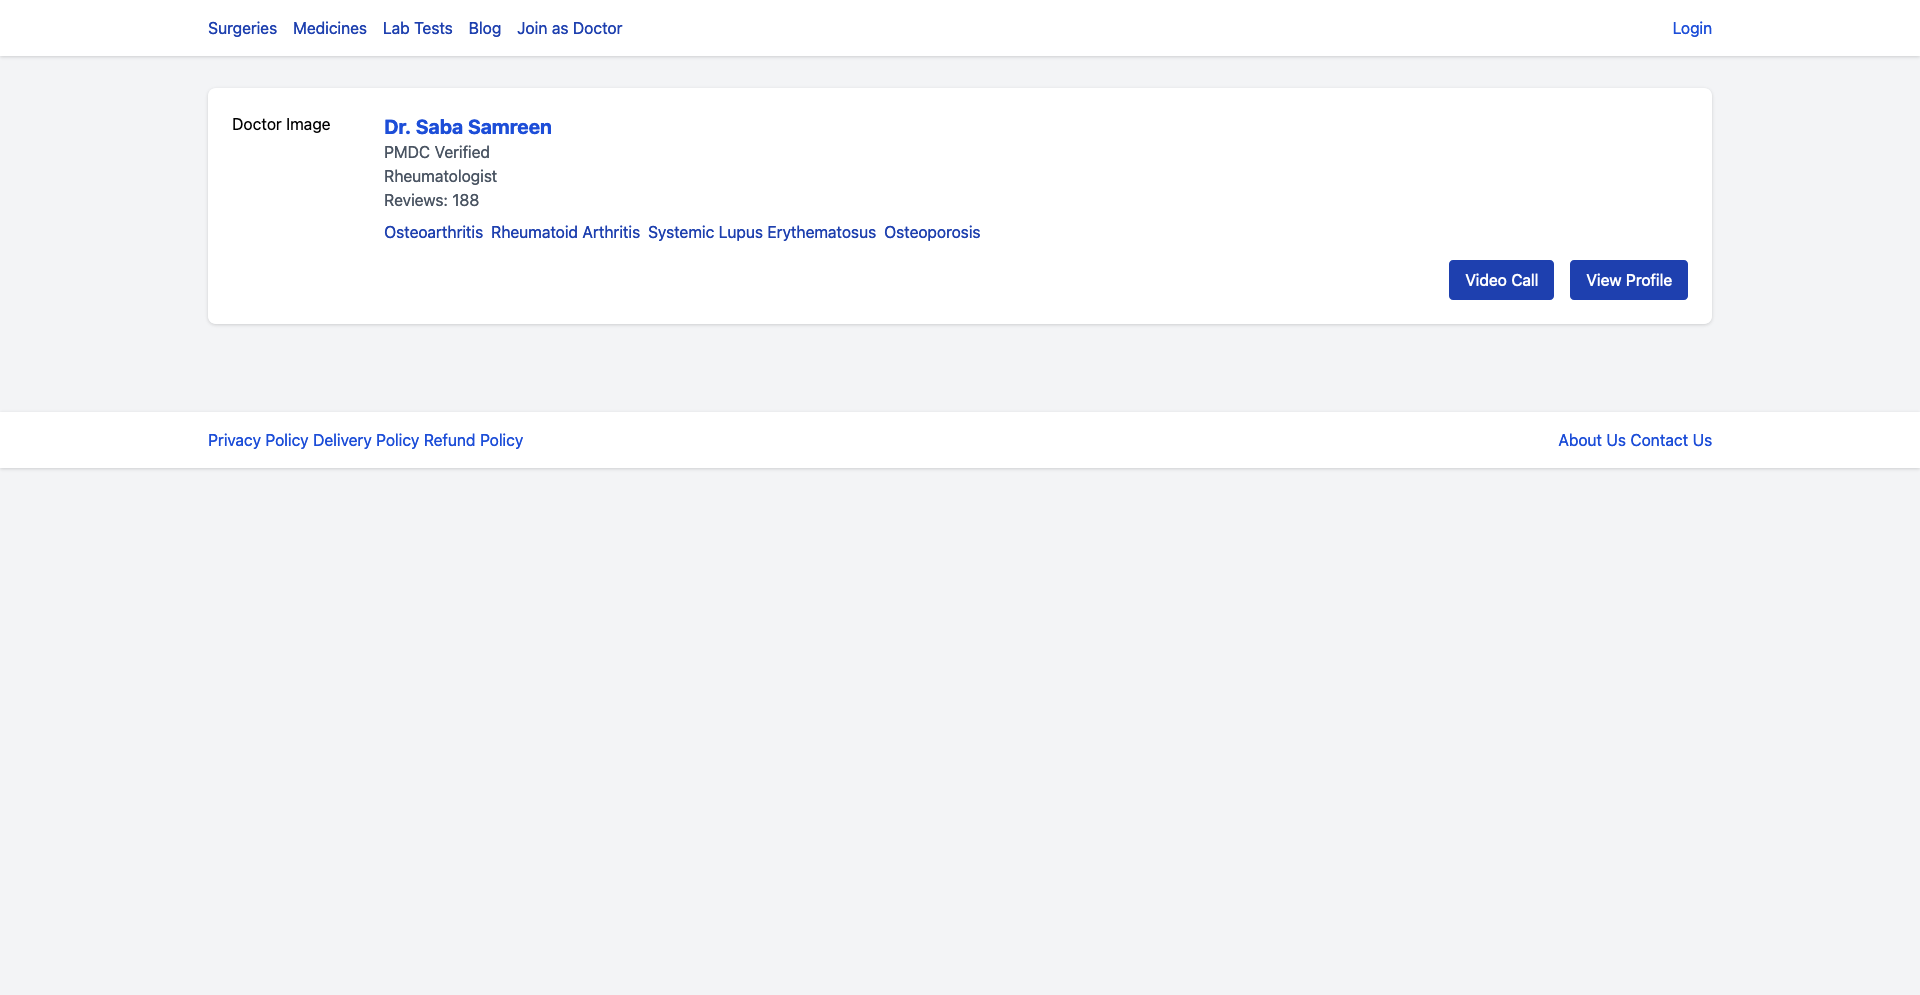 Surgeries Medicines Lab Tests Blog Join as Doctor Login
Doctor Image
Dr. Saba Samreen
PMDC Verified
Rheumatologist
Reviews: 188
Osteoarthritis Rheumatoid Arthritis Systemic Lupus Erythematosus Osteoporosis
Video Call View Profile
Privacy Policy Delivery Policy Refund Policy About Us Contact Us